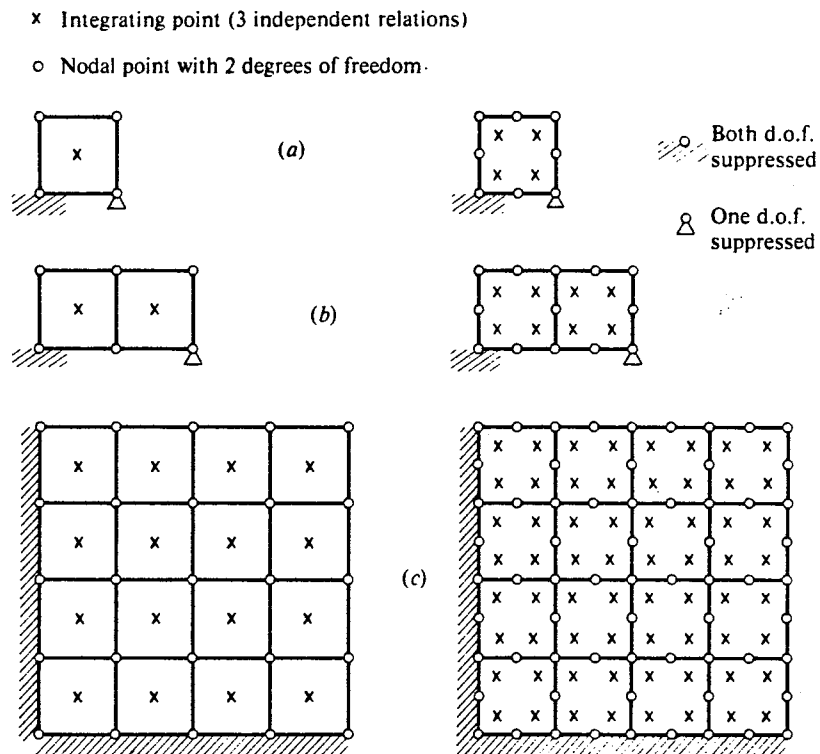 x Integrating point (3 independent relations)
o Nodal point with 2 degrees of freedom
(a)
Both d.o.f.
suppressed
One d.o.f.
suppressed
(b)
(c)